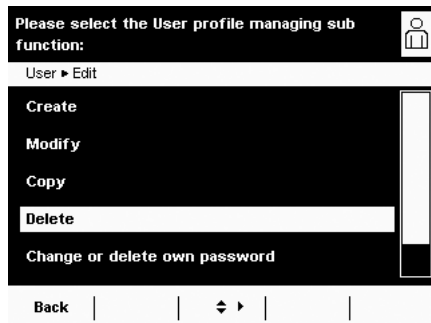 Please select the User profile managing sub
function:
User ▸ Edit
Create
Modify
Copy
Delete
Change or delete own password
Back